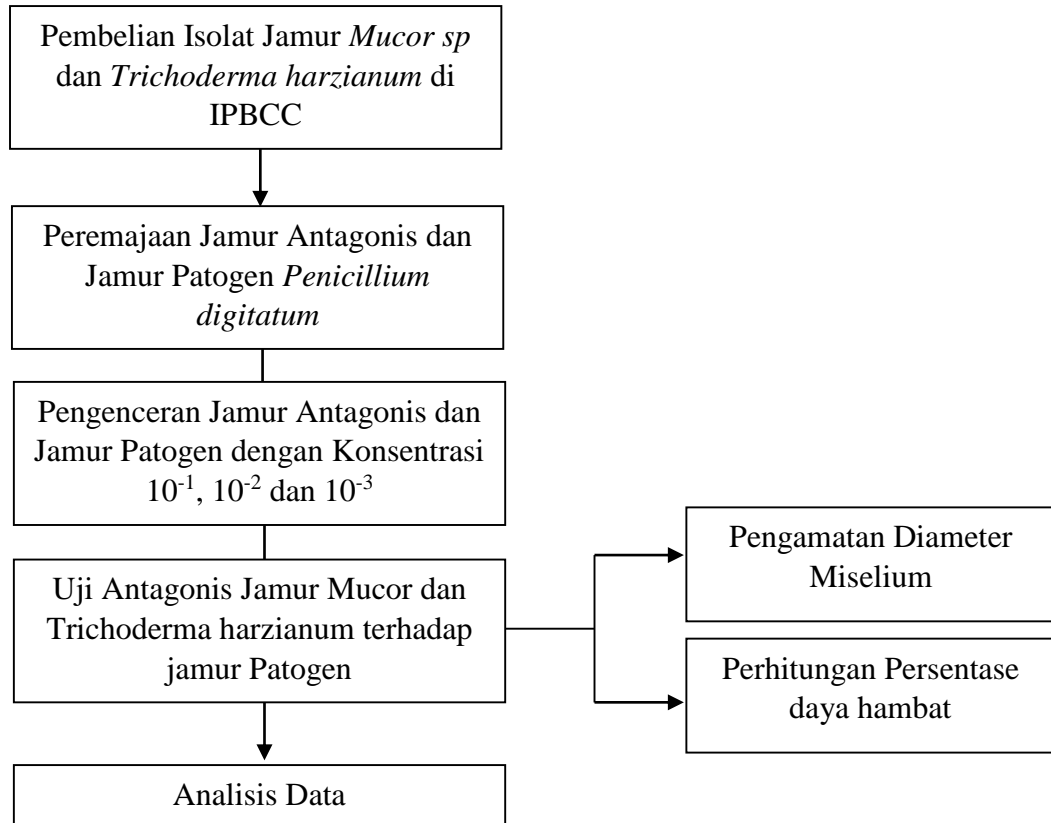 Pembelian Isolat Jamur Mucor sp
dan Trichoderma harzianum di
IPBCC
Peremajaan Jamur Antagonis dan
Jamur Patogen Penicillium
digitatum
Pengenceran Jamur Antagonis dan
Jamur Patogen dengan Konsentrasi
10⁻¹, 10⁻² dan 10⁻³
Uji Antagonis Jamur Mucor dan
Trichoderma harzianum terhadap
jamur Patogen
Pengamatan Diameter
Miselium
Perhitungan Persentase
daya hambat
Analisis Data